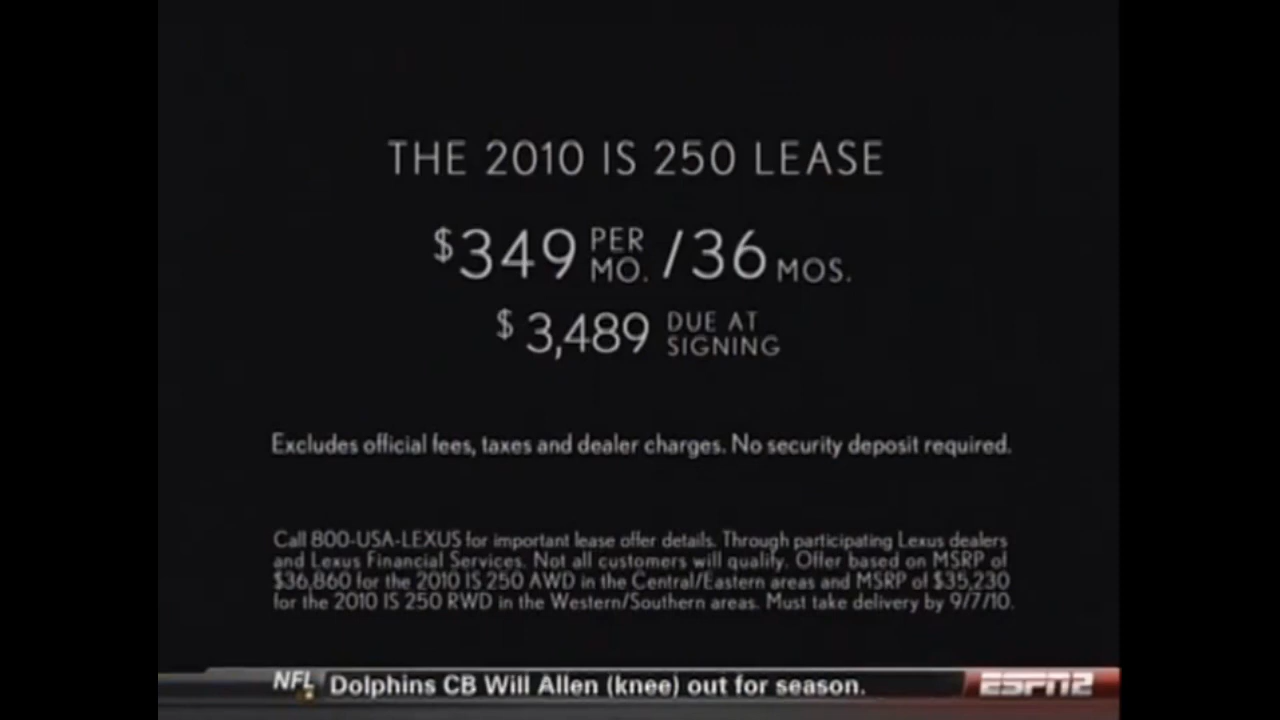 THE 2010 IS 250 LEASE
$349 PER MO. /36 MOS.
$3,489 DUE AT SIGNING
Excludes official fees, taxes and dealer charges. No security deposit required.
Call 800-USA-LEXUS for important lease offer details. Through participating Lexus dealers
and Lexus Financial Services. Not all customers will qualify. Offer based on MSRP of
$36,860 for the 2010 IS 250 AWD in the Central/Eastern areas and MSRP of $35,230
for the 2010 IS 250 RWD in the Western/Southern areas. Must take delivery by 9/7/10.
NFL Dolphins CB Will Allen (knee) out for season. ESPN2